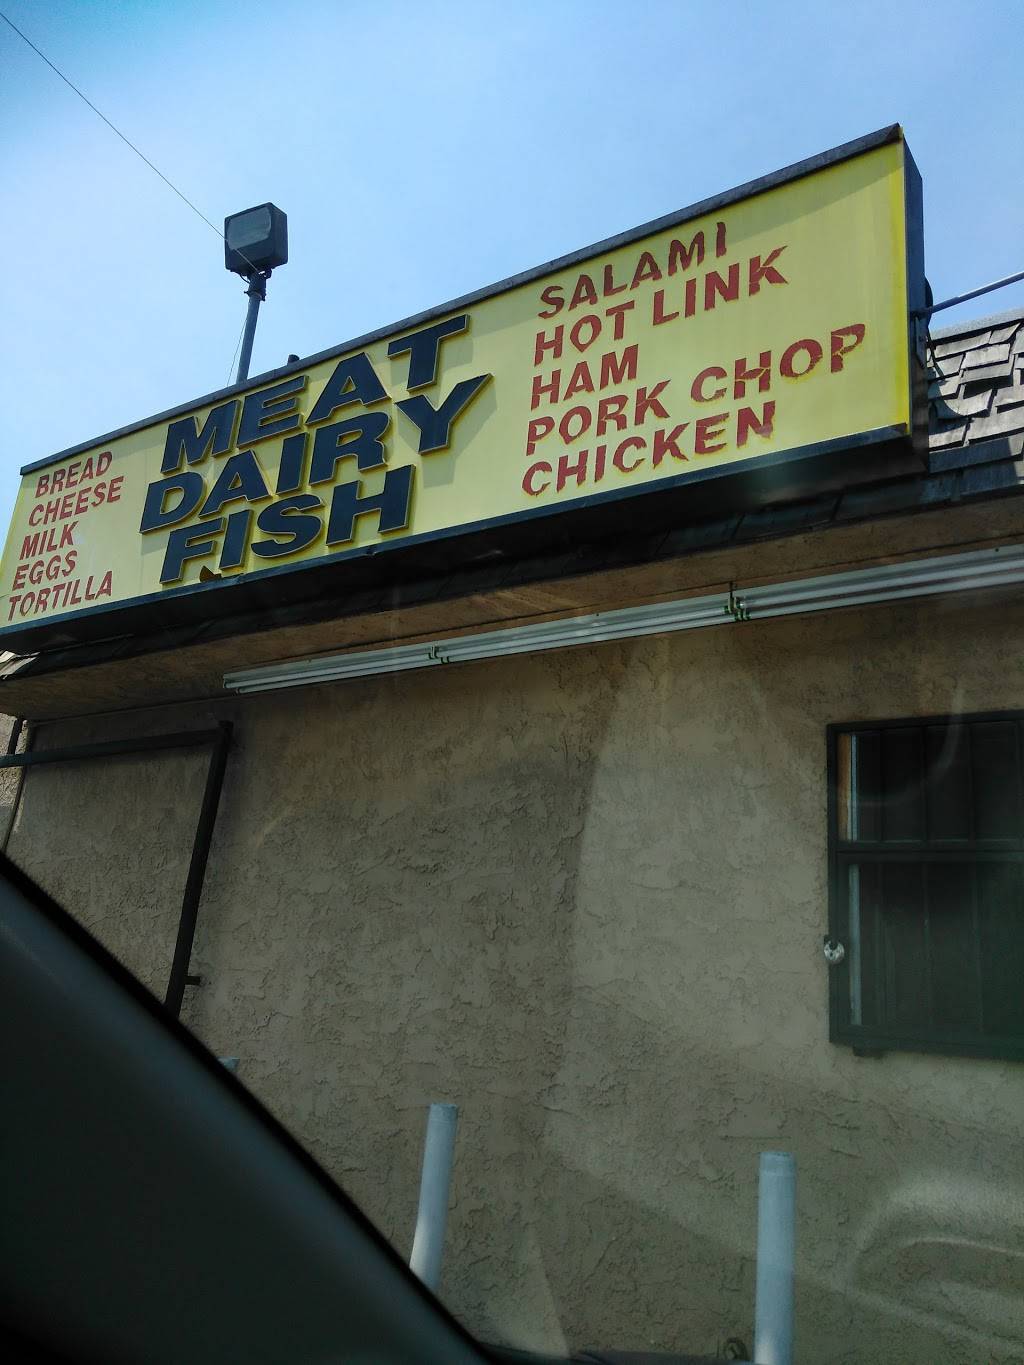 BREAD
CHEESE
MILK
EGGS
TORTILLA
MEAT
DAIRY
FISH
SALAMI
HOT LINK
HAM
PORK CHOP
CHICKEN